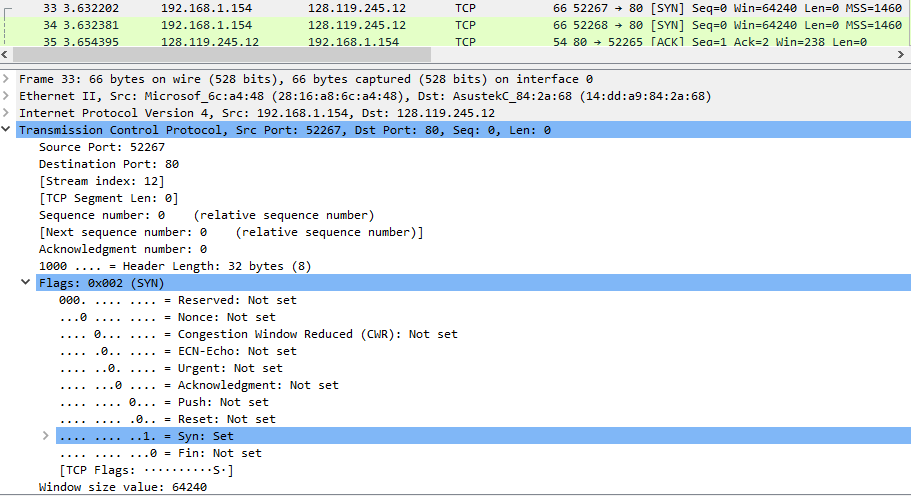 33 3.632202 192.168.1.154 128.119.245.12 TCP 66 52267 → 80 [SYN] Seq=0 Win=64240 Len=0 MSS=1460
34 3.632381 192.168.1.154 128.119.245.12 TCP 66 52268 → 80 [SYN] Seq=0 Win=64240 Len=0 MSS=1460
35 3.654395 128.119.245.12 192.168.1.154 TCP 54 80 → 52265 [ACK] Seq=1 Ack=2 Win=238 Len=0
Frame 33: 66 bytes on wire (528 bits), 66 bytes captured (528 bits) on interface 0
Ethernet II, Src: Microsof_6c:a4:48 (28:16:a8:6c:a4:48), Dst: AsustekC_84:2a:68 (14:dd:a9:84:2a:68)
Internet Protocol Version 4, Src: 192.168.1.154, Dst: 128.119.245.12
Transmission Control Protocol, Src Port: 52267, Dst Port: 80, Seq: 0, Len: 0
Source Port: 52267
Destination Port: 80
[Stream index: 12]
[TCP Segment Len: 0]
Sequence number: 0    (relative sequence number)
[Next sequence number: 0    (relative sequence number)]
Acknowledgment number: 0
1000 .... = Header Length: 32 bytes (8)
Flags: 0x002 (SYN)
000. .... .... = Reserved: Not set
...0 .... .... = Nonce: Not set
.... 0... .... = Congestion Window Reduced (CWR): Not set
.... .0.. .... = ECN-Echo: Not set
.... ..0. .... = Urgent: Not set
.... ...0 .... = Acknowledgment: Not set
.... .... 0... = Push: Not set
.... .... .0.. = Reset: Not set
.... .... ..1. = Syn: Set
.... .... ...0 = Fin: Not set
[TCP Flags: ··········S·]
Window size value: 64240